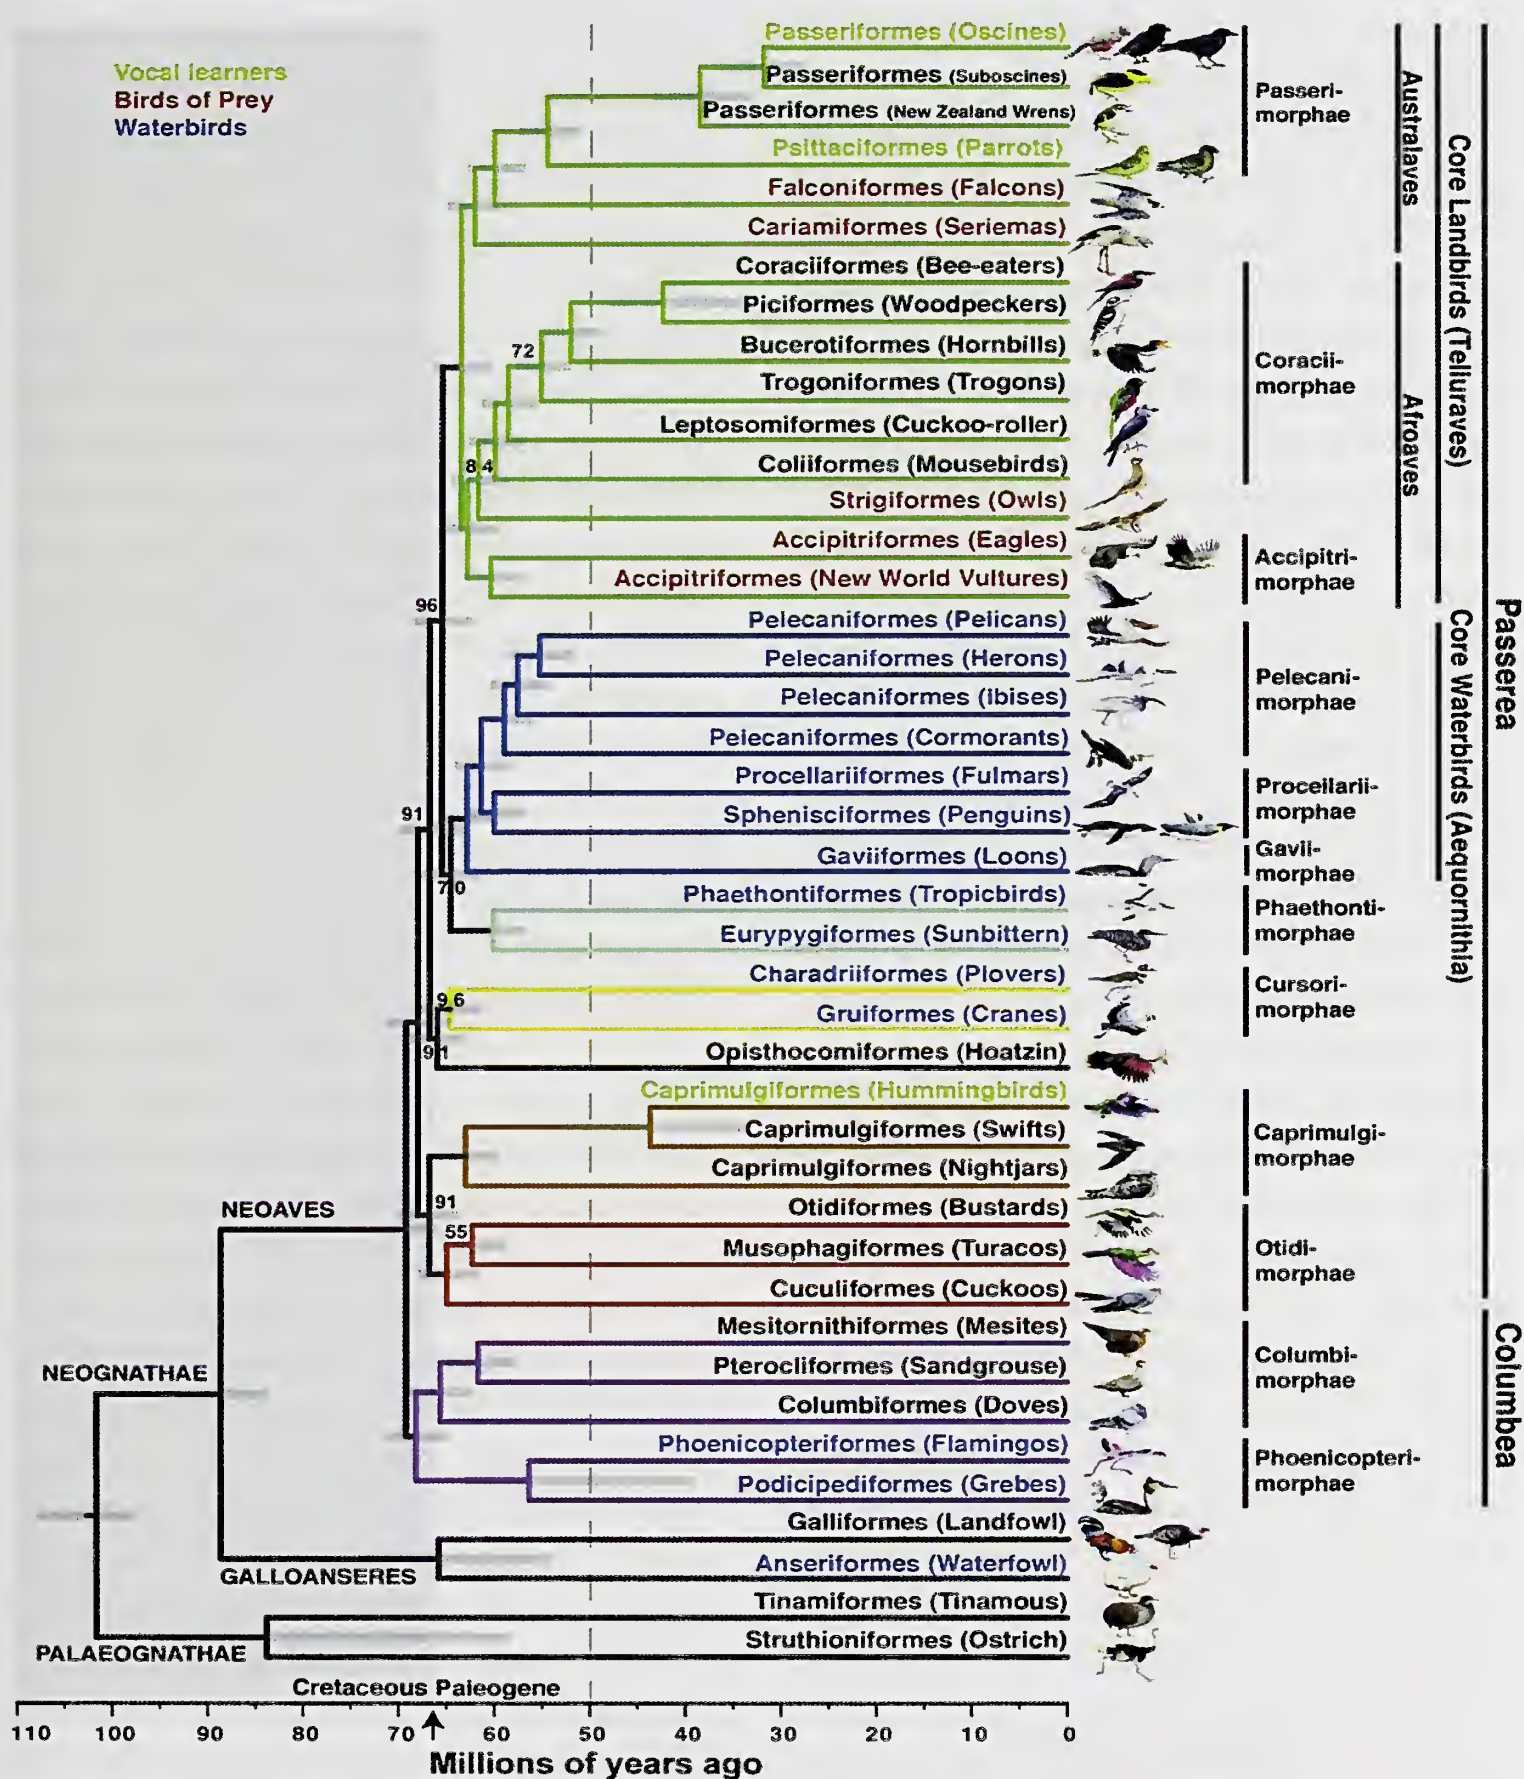 Vocal learners
Birds of Prey
Waterbirds
Passeriformes (Oscines)
Passeriformes (Suboscines)
Passeriformes (New Zealand Wrens)
Psittaciformes (Parrots)
Falconiformes (Falcons)
Cariamiformes (Seriemas)
Coraciiformes (Bee-eaters)
Piciformes (Woodpeckers)
Bucerotiformes (Hornbills)
Trogoniformes (Trogons)
Leptosomiformes (Cuckoo-roller)
Coliiformes (Mousebirds)
Strigiformes (Owls)
Accipitriformes (Eagles)
Accipitriformes (New World Vultures)
Pelecaniformes (Pelicans)
Pelecaniformes (Herons)
Pelecaniformes (Ibises)
Pelecaniformes (Cormorants)
Procellariiformes (Fulmars)
Sphenisciformes (Penguins)
Gaviiformes (Loons)
Phaethontiformes (Tropicbirds)
Eurypygiformes (Sunbittern)
Charadriiformes (Plovers)
Gruiformes (Cranes)
Opisthocomiformes (Hoatzin)
Caprimulgiformes (Hummingbirds)
Caprimulgiformes (Swifts)
Caprimulgiformes (Nightjars)
Otidiformes (Bustards)
Musophagiformes (Turacos)
Cuculiformes (Cuckoos)
Mesitornithiformes (Mesites)
Pterocliformes (Sandgrouse)
Columbiformes (Doves)
Phoenicopteriformes (Flamingos)
Podicipediformes (Grebes)
Galliformes (Landfowl)
Anseriformes (Waterfowl)
Tinamiformes (Tinamous)
Struthioniformes (Ostrich)
72
84
96
91
70
96
91
91
55
NEOAVES
NEOGNATHAE
GALLOANSERES
PALAEOGNATHAE
Passeri-
morphae
Coracii-
morphae
Accipitri-
morphae
Pelecani-
morphae
Procellarii-
morphae
Gavii-
morphae
Phaethonti-
morphae
Cursori-
morphae
Caprimulgi-
morphae
Otidi-
morphae
Columbi-
morphae
Phoenicopteri-
morphae
Australaves
Afroaves
Core Landbirds (Telluraves)
Core Waterbirds (Aequornithia)
Passerea
Columbea
Cretaceous Paleogene
110 100 90 80 70 60 50 40 30 20 10 0
Millions of years ago